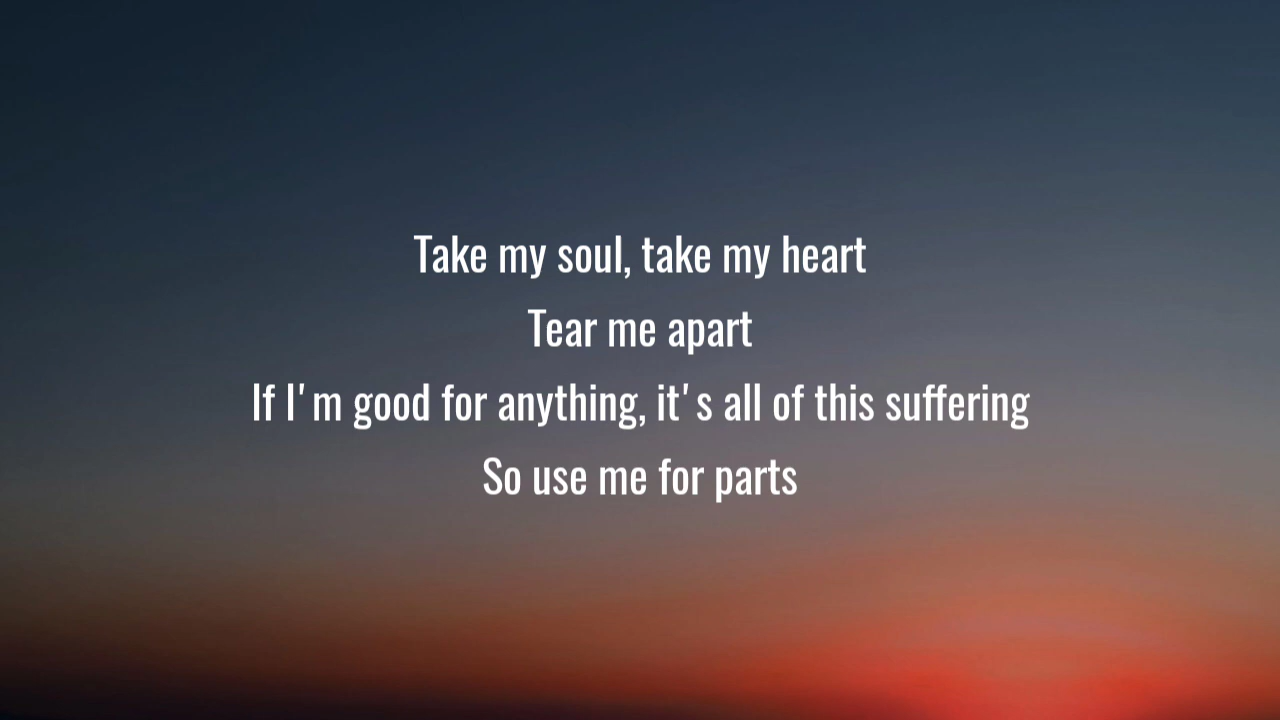 Take my soul, take my heart
Tear me apart
If I'm good for anything, it's all of this suffering
So use me for parts